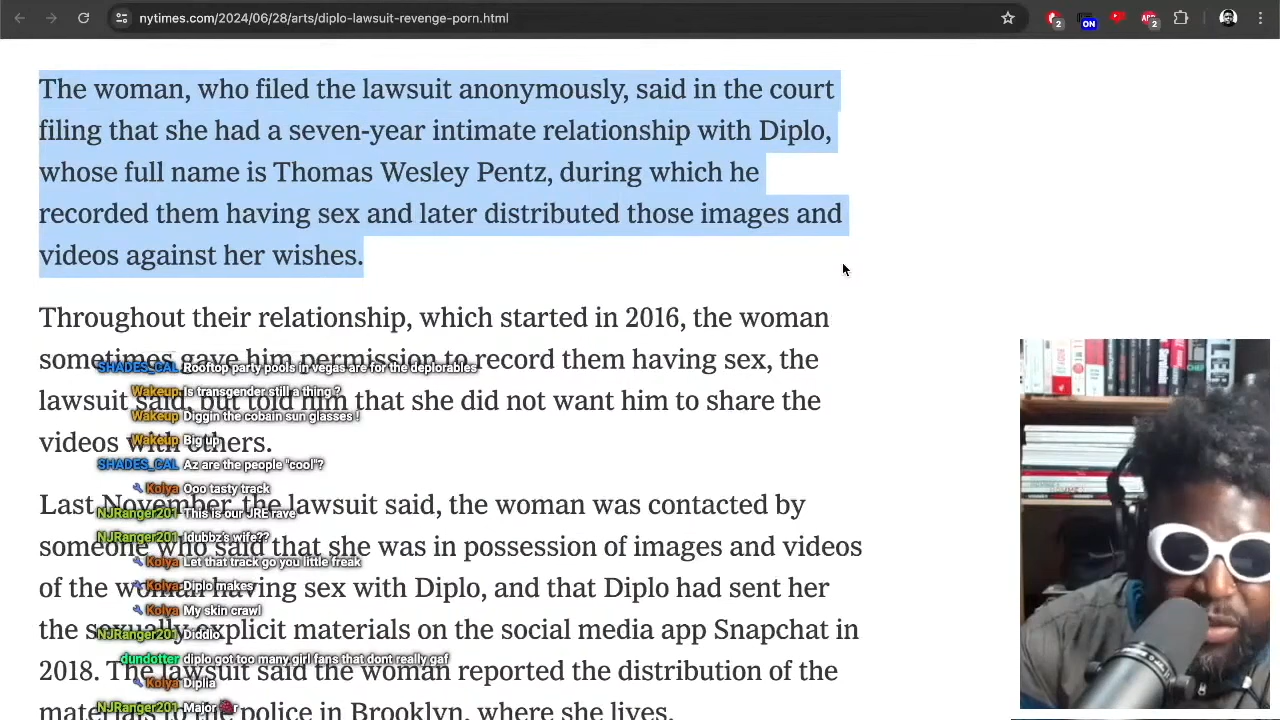 nytimes.com/2024/06/28/arts/diplo-lawsuit-revenge-porn.html
2
ON
APP
2
The woman, who filed the lawsuit anonymously, said in the court
filing that she had a seven-year intimate relationship with Diplo,
whose full name is Thomas Wesley Pentz, during which he
recorded them having sex and later distributed those images and
videos against her wishes.
Throughout their relationship, which started in 2016, the woman
sometimes gave him permission to record them having sex, the
lawsuit said, but told him that she did not want him to share the
videos with others.
Last November, the lawsuit said, the woman was contacted by
someone who said that she was in possession of images and videos
of the woman having sex with Diplo, and that Diplo had sent her
the sexually explicit materials on the social media app Snapchat in
2018. The lawsuit said the woman reported the distribution of the
materials to the police in Brooklyn, where she lives.
SHADES_CAL Rooftop party pools in vegas are for the deplorables
Wakeup Is transgender still a thing ?
Wakeup Diggin the cobain sun glasses !
Wakeup Big up
SHADES_CAL Az are the people "cool"?
Kolya Ooo tasty track
NJRanger201 This is our JRE rave
NJRanger201 Idubbz's wife??
Kolya Let that track go you little freak
Kolya Diplo makes
Kolya My skin crawl
NJRanger201 Diddlo
dundotter diplo got too many girl fans that dont really gaf
Kolya Diplia
NJRanger201 Major